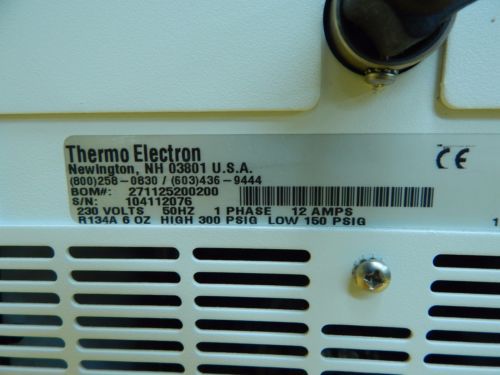 Thermo Electron
Newington, NH 03801 U.S.A.
(800)258-0830 / (603)436-9444
BOM#: 271125200200
S/N: 104112076
230 VOLTS 50HZ 1 PHASE 12 AMPS
R134A 6 OZ HIGH 300 PSIG LOW 150 PSIG
CE
1